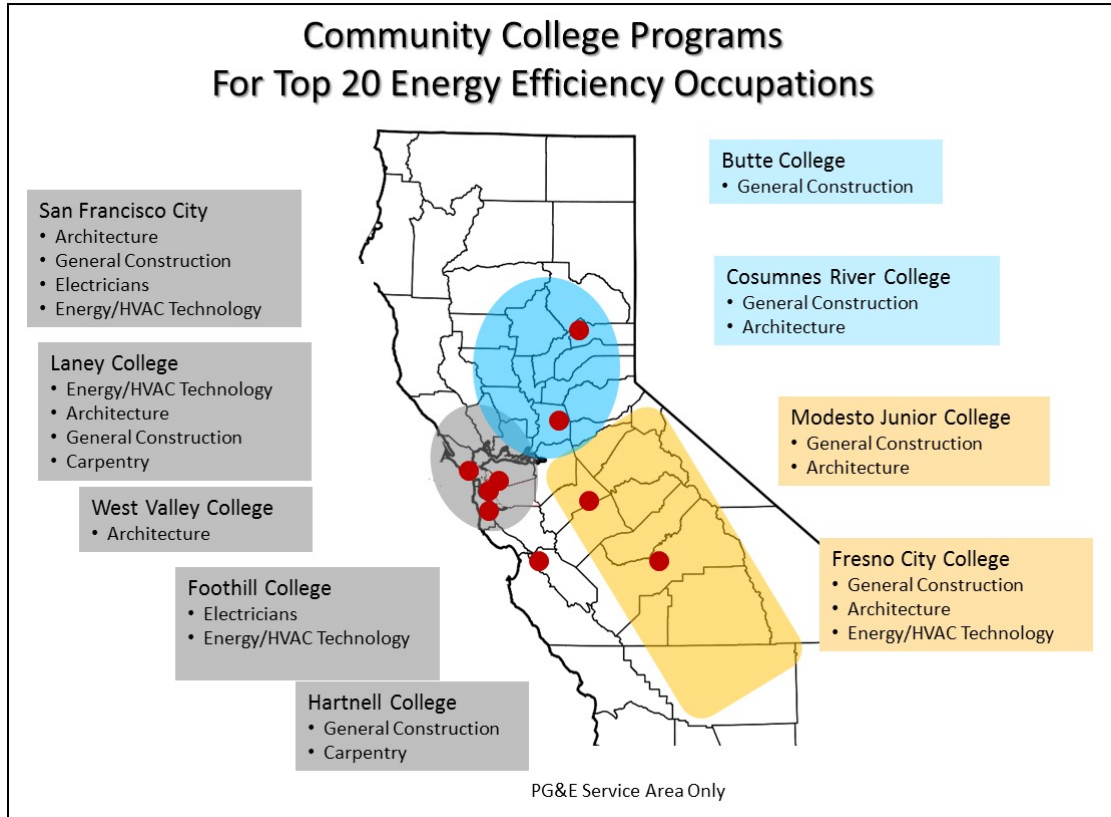 Community College Programs
For Top 20 Energy Efficiency Occupations
San Francisco City
• Architecture
• General Construction
• Electricians
• Energy/HVAC Technology
Laney College
• Energy/HVAC Technology
• Architecture
• General Construction
• Carpentry
West Valley College
• Architecture
Foothill College
• Electricians
• Energy/HVAC Technology
Hartnell College
• General Construction
• Carpentry
Butte College
• General Construction
Cosumnes River College
• General Construction
• Architecture
Modesto Junior College
• General Construction
• Architecture
Fresno City College
• General Construction
• Architecture
• Energy/HVAC Technology
PG&E Service Area Only